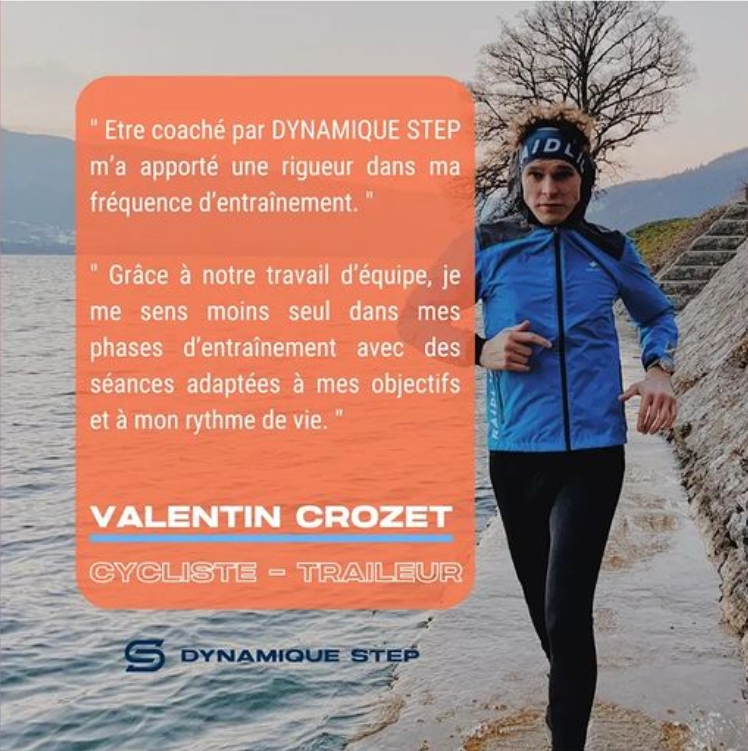 " Etre coaché par DYNAMIQUE STEP
m'a apporté une rigueur dans ma
fréquence d'entraînement. "
" Grâce à notre travail d'équipe, je
me sens moins seul dans mes
phases d'entraînement avec des
séances adaptées à mes objectifs
et à mon rythme de vie. "
VALENTIN CROZET
CYCLISTE - TRAILEUR
DYNAMIQUE STEP